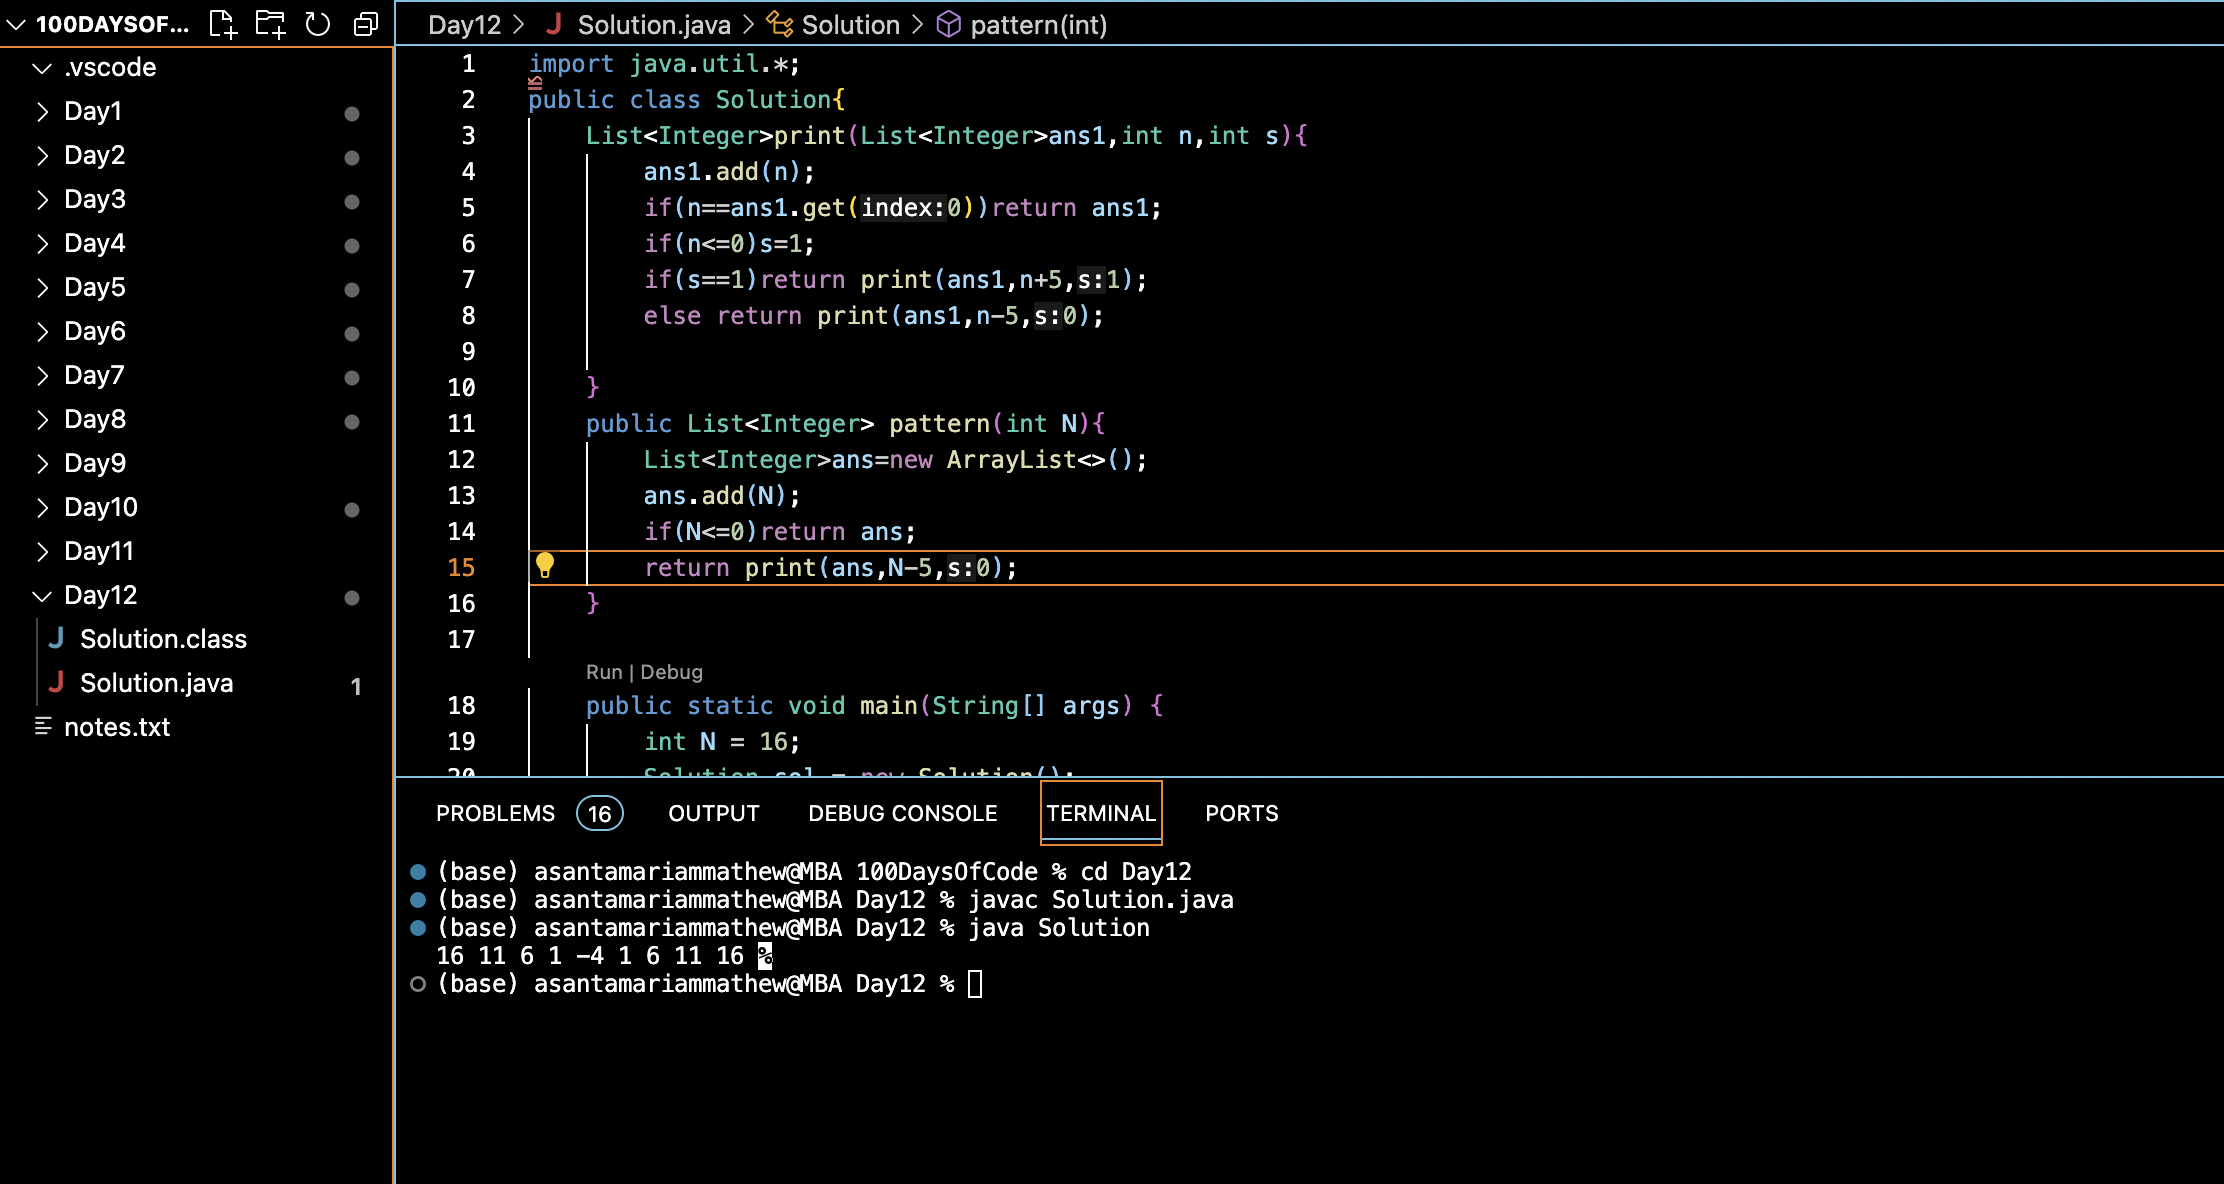 100DAYSOF...
.vscode
Day1
Day2
Day3
Day4
Day5
Day6
Day7
Day8
Day9
Day10
Day11
Day12
Solution.class
Solution.java 1
notes.txt
Day12 > Solution.java > Solution > pattern(int)
1 import java.util.*;
2 public class Solution{
3 List<Integer>print(List<Integer>ans1,int n,int s){
4 ans1.add(n);
5 if(n==ans1.get(index:0))return ans1;
6 if(n<=0)s=1;
7 if(s==1)return print(ans1,n+5,s:1);
8 else return print(ans1,n-5,s:0);
9
10 }
11 public List<Integer> pattern(int N){
12 List<Integer>ans=new ArrayList<>();
13 ans.add(N);
14 if(N<=0)return ans;
15 return print(ans,N-5,s:0);
16 }
17
Run | Debug
18 public static void main(String[] args) {
19 int N = 16;
20 Solution sol = new Solution();
PROBLEMS 16 OUTPUT DEBUG CONSOLE TERMINAL PORTS
(base) asantamariammathew@MBA 100DaysOfCode % cd Day12
(base) asantamariammathew@MBA Day12 % javac Solution.java
(base) asantamariammathew@MBA Day12 % java Solution
16 11 6 1 -4 1 6 11 16 %
(base) asantamariammathew@MBA Day12 %